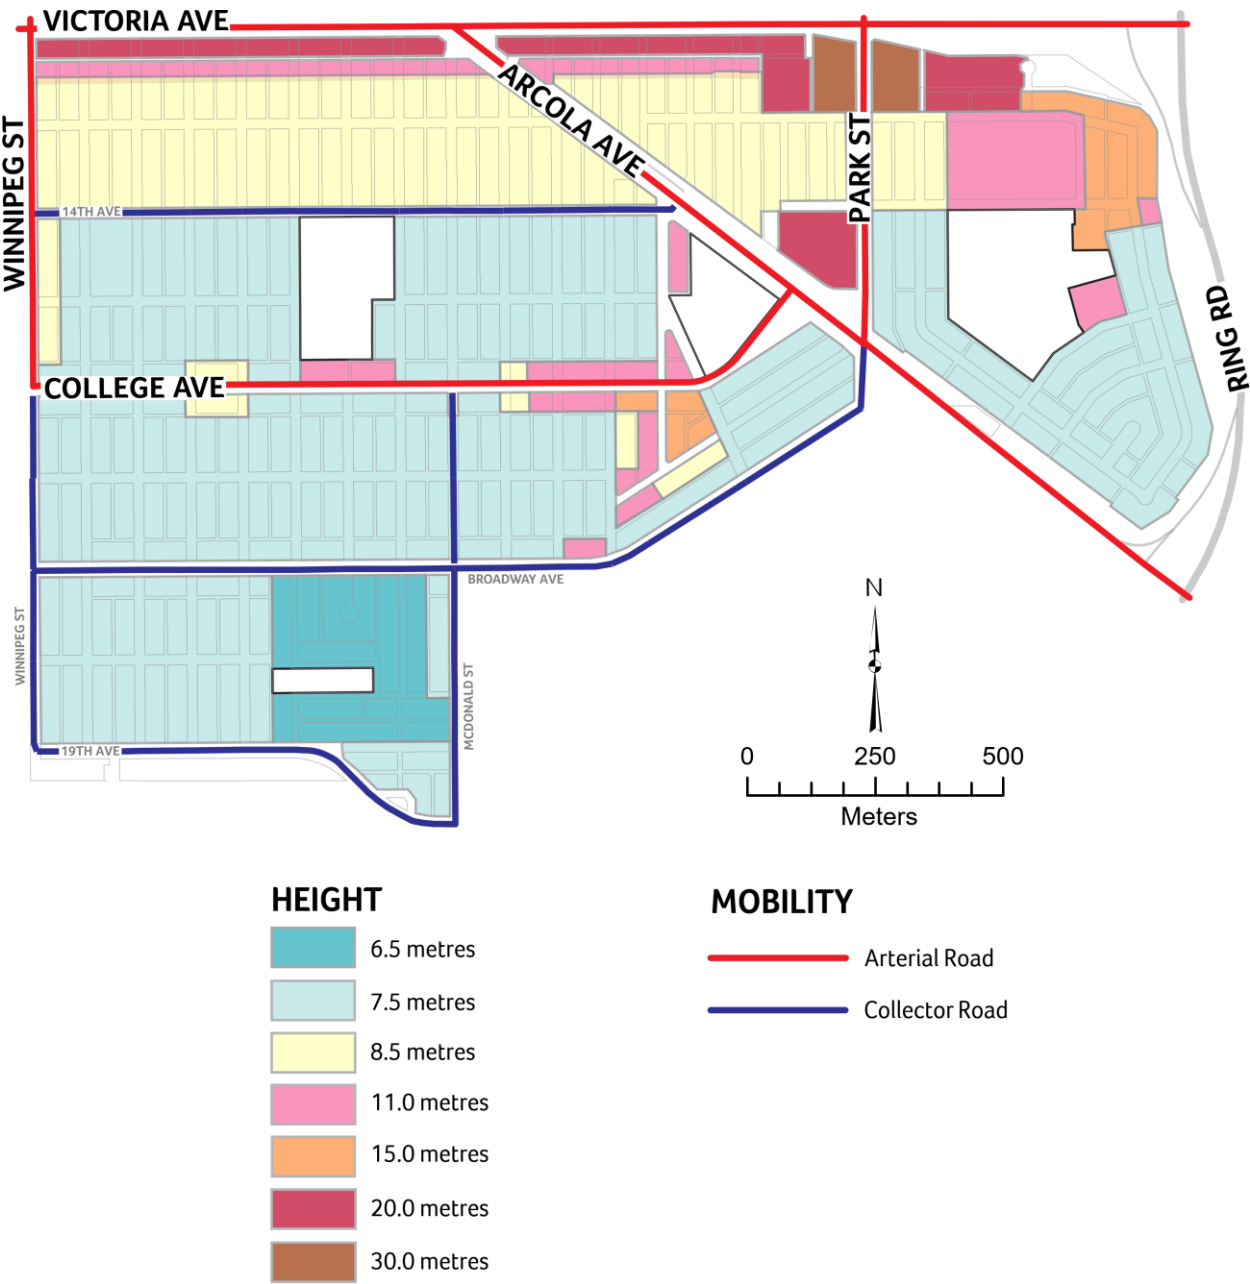 VICTORIA AVE
ARCOLA AVE
WINNIPEG ST
PARK ST
14TH AVE
RING RD
COLLEGE AVE
BROADWAY AVE
WINNIPEG ST
MCDONALD ST
19TH AVE
N
0 250 500
Meters
HEIGHT
6.5 metres
7.5 metres
8.5 metres
11.0 metres
15.0 metres
20.0 metres
30.0 metres
MOBILITY
Arterial Road
Collector Road